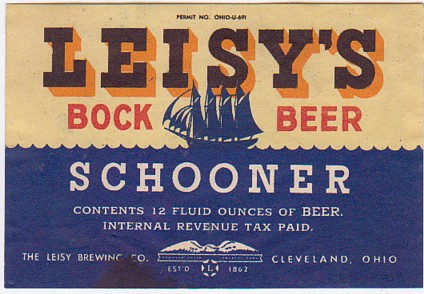 PERMIT NO. OHIO-U-691
LEISY'S
BOCK BEER
SCHOONER
CONTENTS 12 FLUID OUNCES OF BEER.
INTERNAL REVENUE TAX PAID.
THE LEISY BREWING CO. CLEVELAND, OHIO
EST'D L 1862